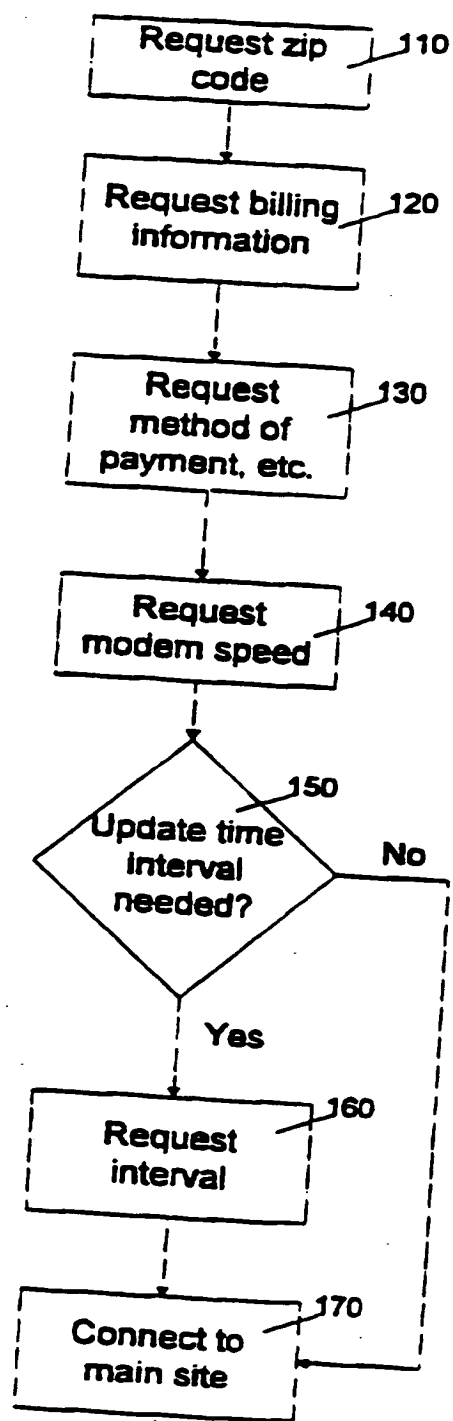 Request zip
code
110
Request billing
information
120
Request
method of
payment, etc.
130
Request
modem speed
140
150
Update time
interval
needed?
No
Yes
160
Request
interval
170
Connect to
main site